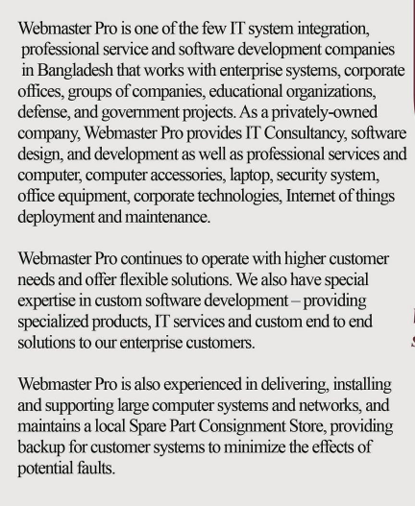 Webmaster Pro is one of the few IT system integration,
professional service and software development companies
in Bangladesh that works with enterprise systems, corporate
offices, groups of companies, educational organizations,
defense, and government projects. As a privately-owned
company, Webmaster Pro provides IT Consultancy, software
design, and development as well as professional services and
computer, computer accessories, laptop, security system,
office equipment, corporate technologies, Internet of things
deployment and maintenance.

Webmaster Pro continues to operate with higher customer
needs and offer flexible solutions. We also have special
expertise in custom software development – providing
specialized products, IT services and custom end to end
solutions to our enterprise customers.

Webmaster Pro is also experienced in delivering, installing
and supporting large computer systems and networks, and
maintains a local Spare Part Consignment Store, providing
backup for customer systems to minimize the effects of
potential faults.